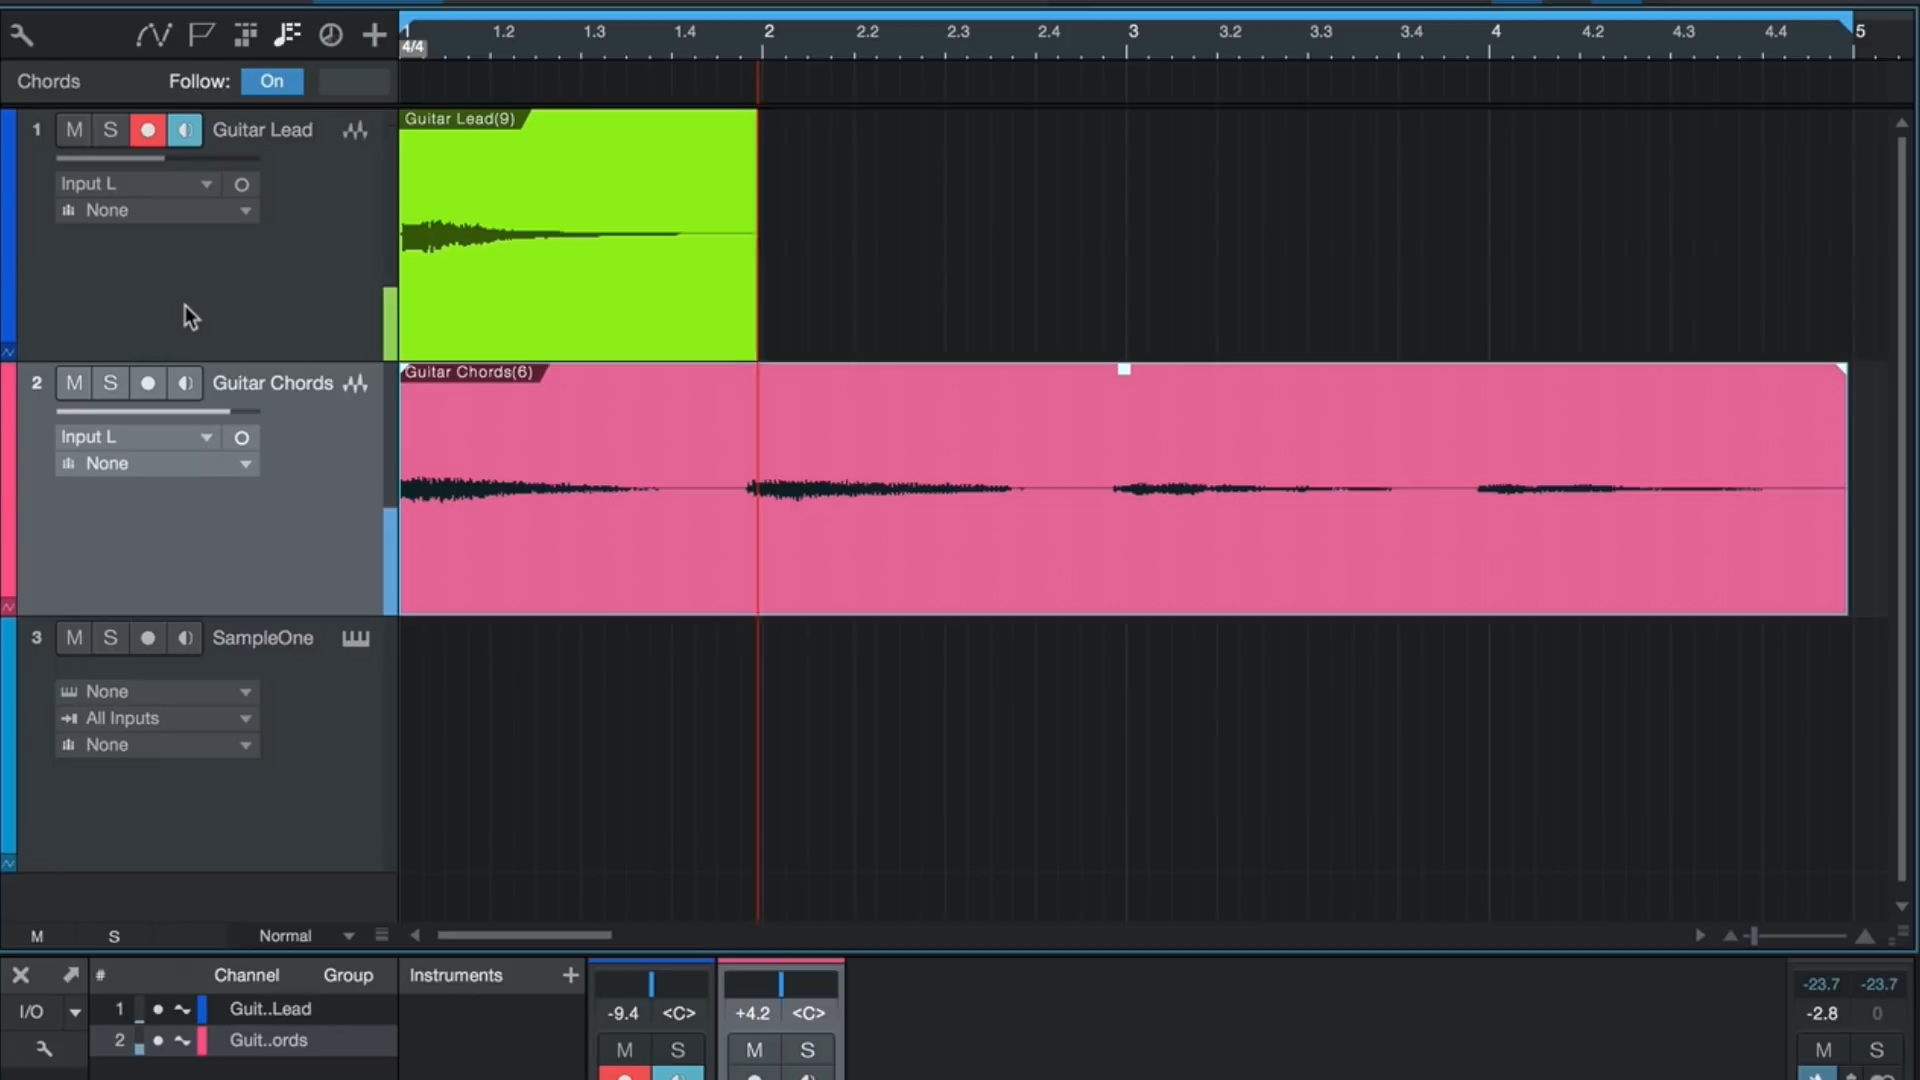 1 1.2 1.3 1.4 2 2.2 2.3 2.4 3 3.2 3.3 3.4 4 4.2 4.3 4.4 5
4/4
Chords Follow: On
1 M S Guitar Lead
Input L
None
Guitar Lead(9)
2 M S Guitar Chords
Input L
None
Guitar Chords(6)
3 M S SampleOne
None
All Inputs
None
M S Normal
# Channel Group Instruments
I/O
1 Guit..Lead
2 Guit..ords
-9.4 <C>
M S
+4.2 <C>
M S
-23.7 -23.7
-2.8 0
M S